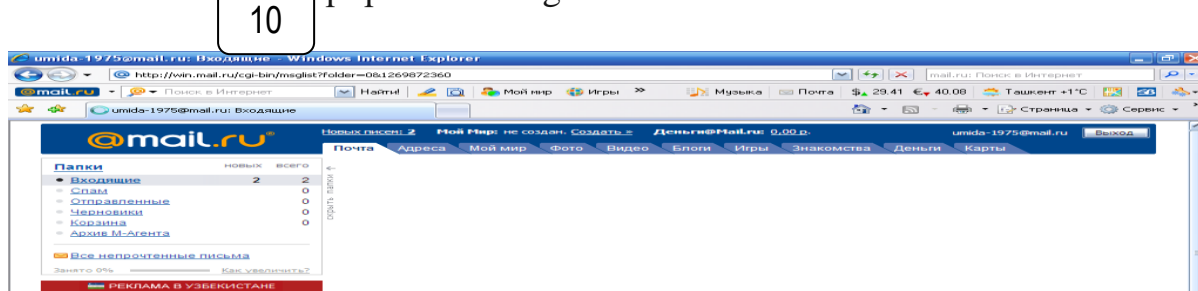 10
umida-1975@mail.ru: Входящие - Windows Internet Explorer
http://win.mail.ru/cgi-bin/msglist?folder=0&1269872360
mail.ru: Поиск в Интернет
@mail.ru Поиск в Интернет Найти! Мой мир Игры » Музыка Почта $▲ 29.41 €▼ 40.08 Ташкент +1°C
umida-1975@mail.ru: Входящие
Страница Сервис
@mail.ru® Новых писем: 2 Мой Мир: не создан. Создать » Деньги@Mail.ru: 0.00 р. umida-1975@mail.ru Выход
Почта Адреса Мой мир Фото Видео Блоги Игры Знакомства Деньги Карты
Папки новых всего
Входящие 2 2
Спам 0
Отправленные 0
Черновики 0
Корзина 0
Архив М-Агента
скрыть папки
Все непрочтенные письма
Занято 0% Как увеличить?
РЕКЛАМА В УЗБЕКИСТАНЕ